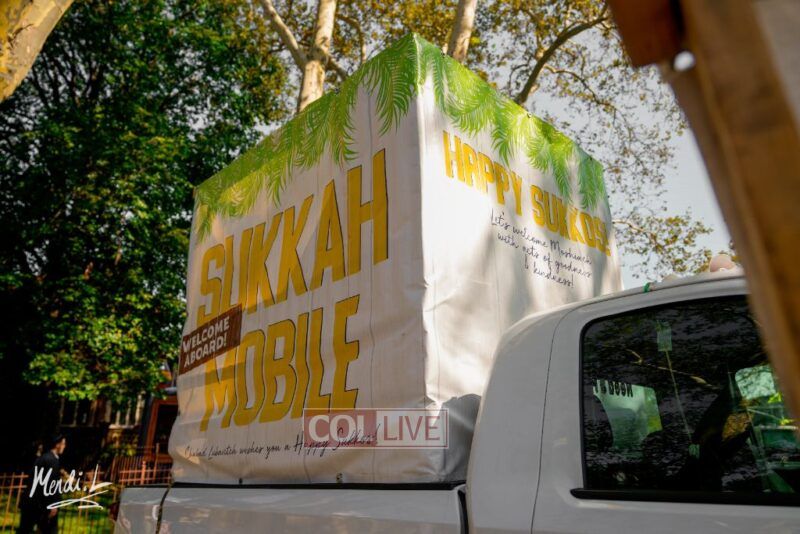 SUKKAH
WELCOME
ABOARD!
MOBILE
Chabad Lubavitch wishes you a Happy Sukkos!
HAPPY SUKKOS!
Let's welcome Moshiach
with acts of goodness
& kindness!
COLLIVE
Mendi.L